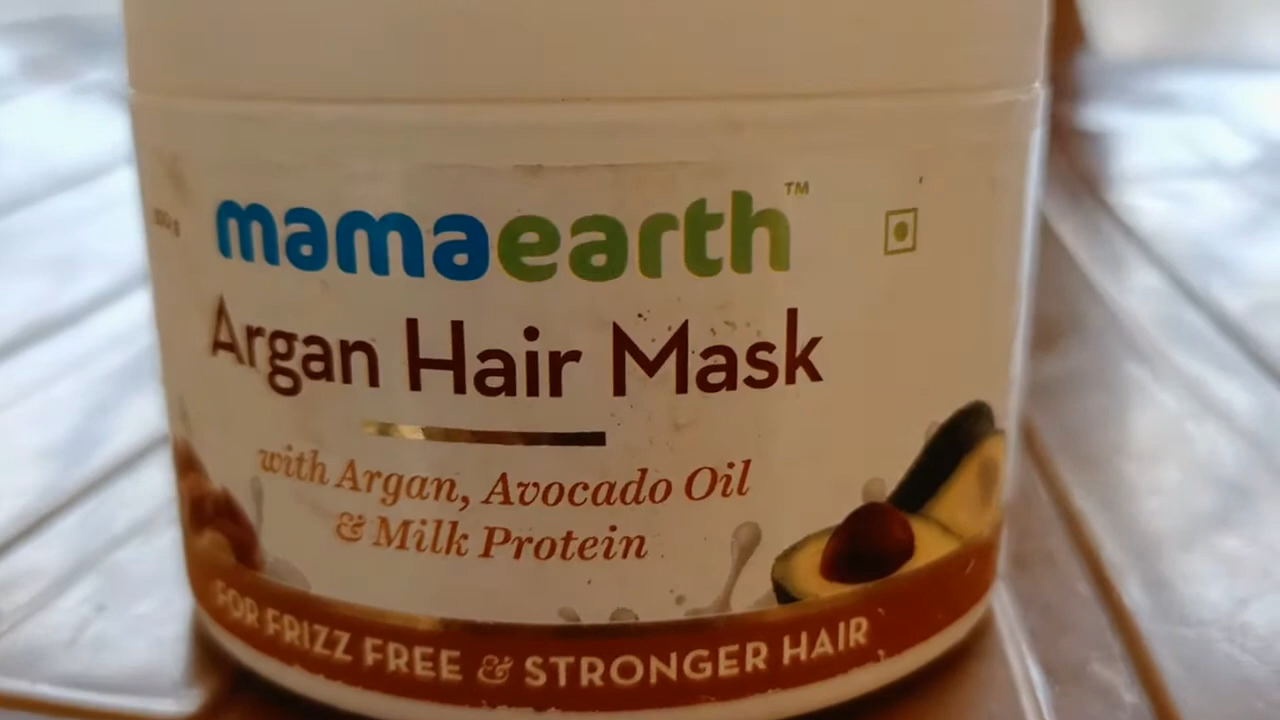 mamaearth™
Argan Hair Mask
with Argan, Avocado Oil
& Milk Protein
FOR FRIZZ FREE & STRONGER HAIR